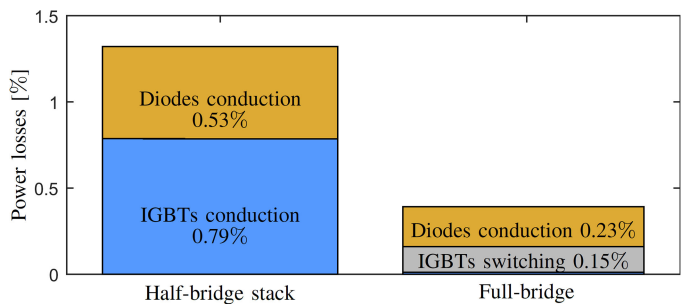 1.5
1
0.5
0
Power losses [%]
Diodes conduction
0.53%
IGBTs conduction
0.79%
Diodes conduction 0.23%
IGBTs switching 0.15%
Half-bridge stack
Full-bridge